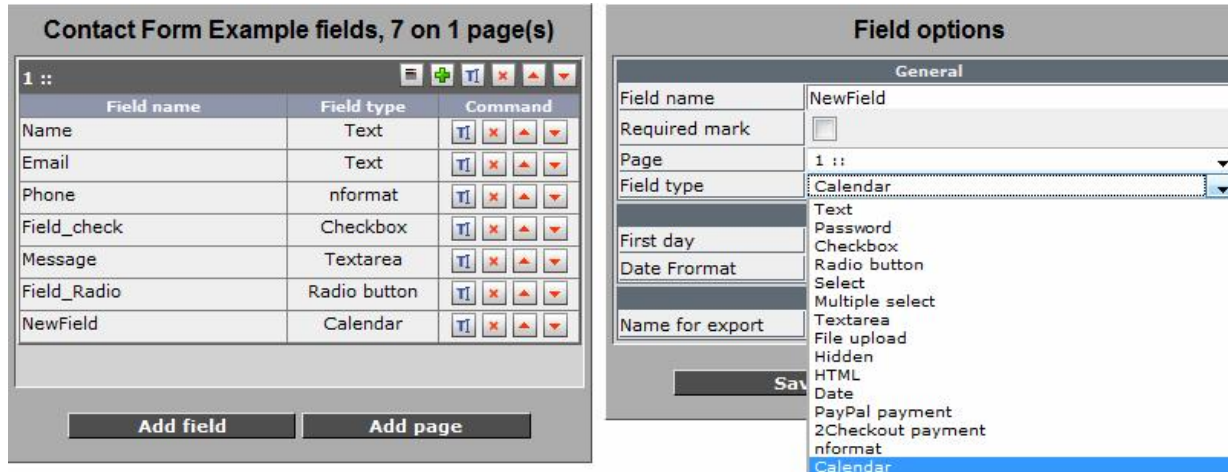 Contact Form Example fields, 7 on 1 page(s)
1 ::
Field name Field type Command
Name Text
Email Text
Phone nformat
Field_check Checkbox
Message Textarea
Field_Radio Radio button
NewField Calendar
Add field Add page
Field options
General
Field name NewField
Required mark
Page 1 ::
Field type Calendar
Text
Password
Checkbox
Radio button
Select
Multiple select
Textarea
File upload
Hidden
HTML
Date
PayPal payment
2Checkout payment
nformat
Calendar
First day
Date Frormat
Name for export